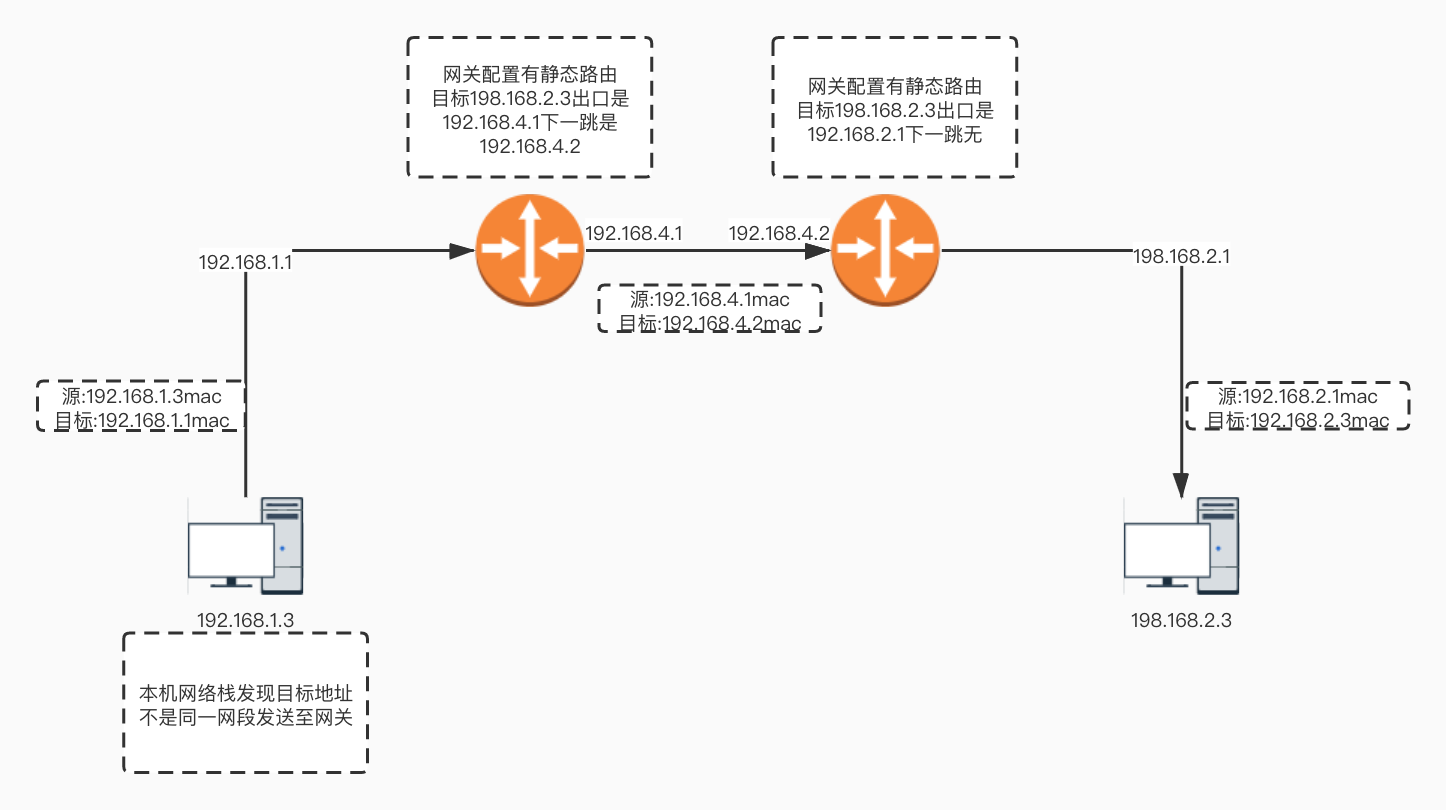 网关配置有静态路由
目标198.168.2.3出口是
192.168.4.1下一跳是
192.168.4.2
网关配置有静态路由
目标198.168.2.3出口是
192.168.2.1下一跳无
192.168.1.1
192.168.4.1
192.168.4.2
198.168.2.1
源:192.168.4.1mac
目标:192.168.4.2mac
源:192.168.1.3mac
目标:192.168.1.1mac
源:192.168.2.1mac
目标:192.168.2.3mac
192.168.1.3
198.168.2.3
本机网络栈发现目标地址
不是同一网段发送至网关